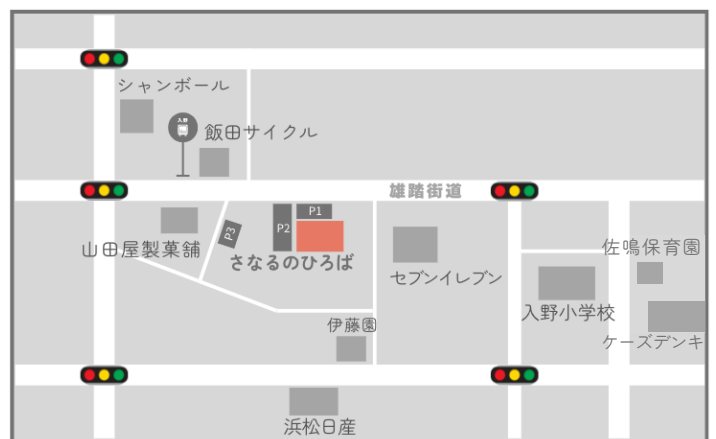 シャンボール
入野
飯田サイクル
雄踏街道
P1
P2
P3
山田屋製菓舗
さなるのひろば
セブンイレブン
佐鳴保育園
入野小学校
伊藤園
ケーズデンキ
浜松日産